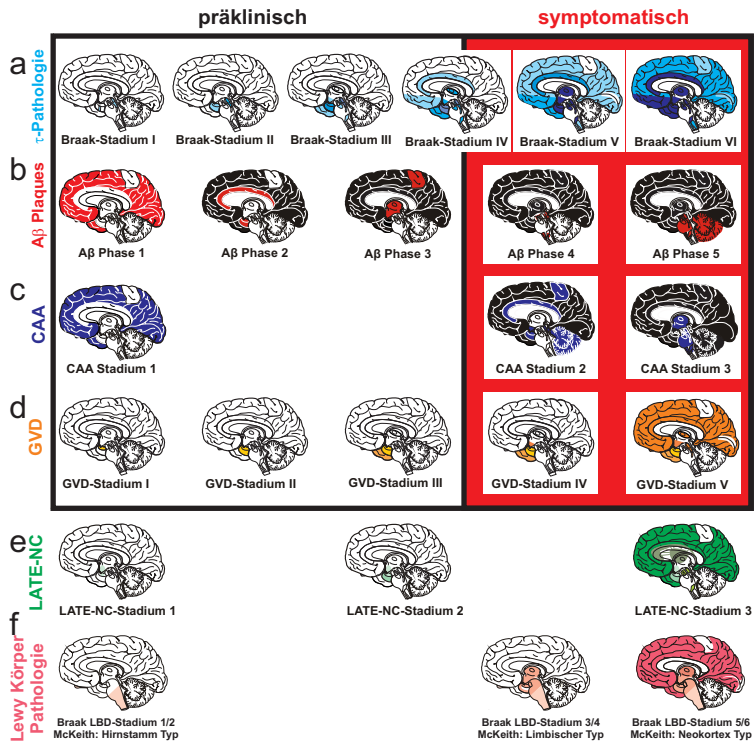 präklinisch
symptomatisch
a
τ-Pathologie
Braak-Stadium I
Braak-Stadium II
Braak-Stadium III
Braak-Stadium IV
Braak-Stadium V
Braak-Stadium VI
b
Aβ Plaques
Aβ Phase 1
Aβ Phase 2
Aβ Phase 3
Aβ Phase 4
Aβ Phase 5
c
CAA
CAA Stadium 1
CAA Stadium 2
CAA Stadium 3
d
GVD
GVD-Stadium I
GVD-Stadium II
GVD-Stadium III
GVD-Stadium IV
GVD-Stadium V
e
LATE-NC
LATE-NC-Stadium 1
LATE-NC-Stadium 2
LATE-NC-Stadium 3
f
Lewy Körper
Pathologie
Braak LBD-Stadium 1/2
McKeith: Hirnstamm Typ
Braak LBD-Stadium 3/4
McKeith: Limbischer Typ
Braak LBD-Stadium 5/6
McKeith: Neokortex Typ